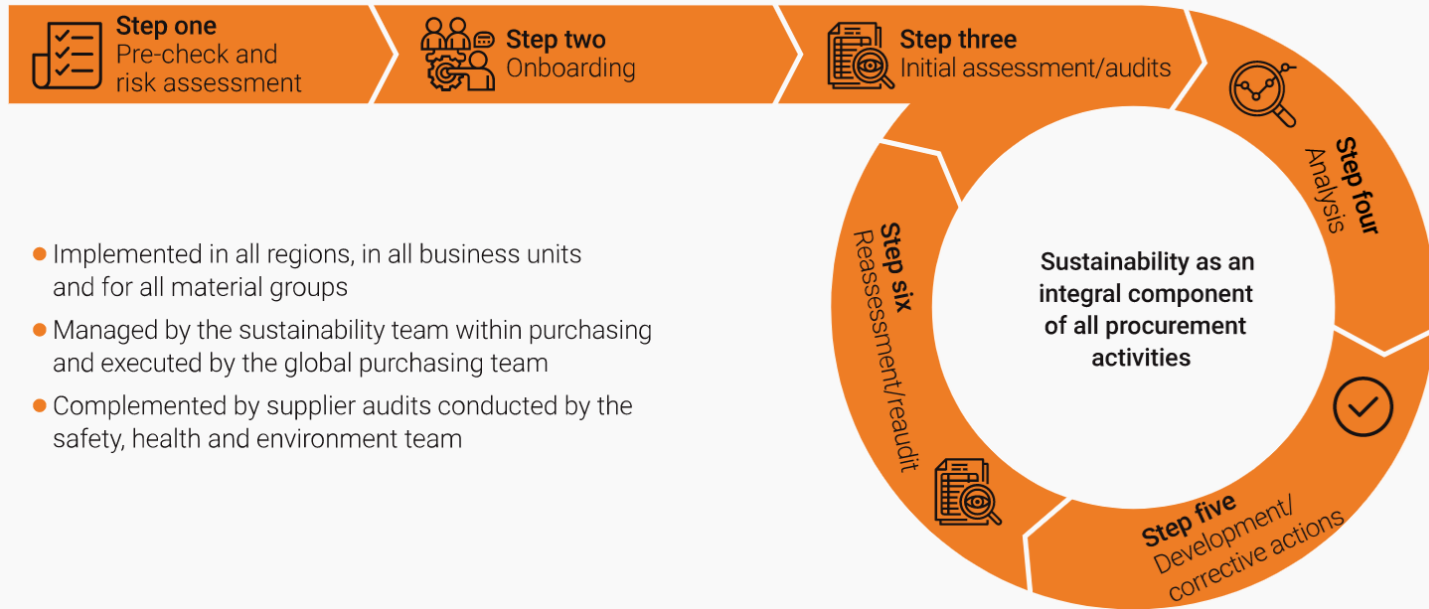 Step one
Pre-check and
risk assessment
Step two
Onboarding
Step three
Initial assessment/audits
Step four
Analysis
Step five
Development/
corrective actions
Step six
Reassessment/reaudit
Sustainability as an
integral component
of all procurement
activities
● Implemented in all regions, in all business units
and for all material groups
● Managed by the sustainability team within purchasing
and executed by the global purchasing team
● Complemented by supplier audits conducted by the
safety, health and environment team